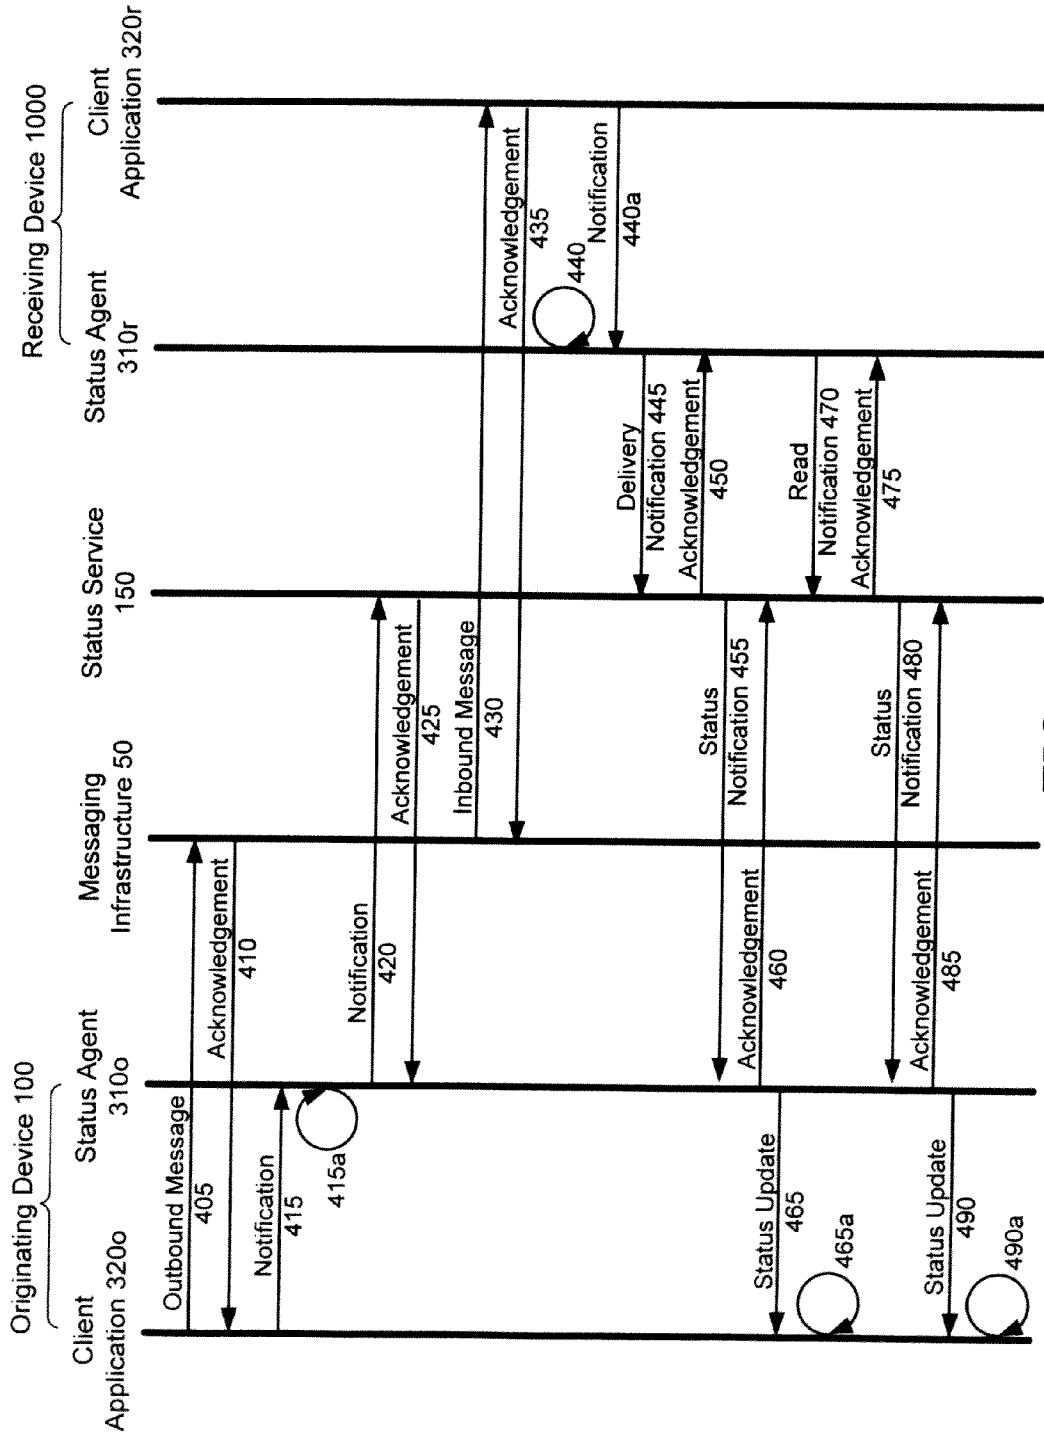 Originating Device 100
Receiving Device 1000
Client
Application 320o
Status Agent
310o
Messaging
Infrastructure 50
Status Service
150
Status Agent
310r
Client
Application 320r
Outbound Message
405
Acknowledgement
410
Notification
415
415a
Notification
420
Acknowledgement
425
Inbound Message
430
Acknowledgement
435
440
Notification
440a
Delivery
Notification 445
Acknowledgement
450
Status
Notification 455
Acknowledgement
460
Status Update
465
465a
Read
Notification 470
Acknowledgement
475
Status
Notification 480
Acknowledgement
485
Status Update
490
490a